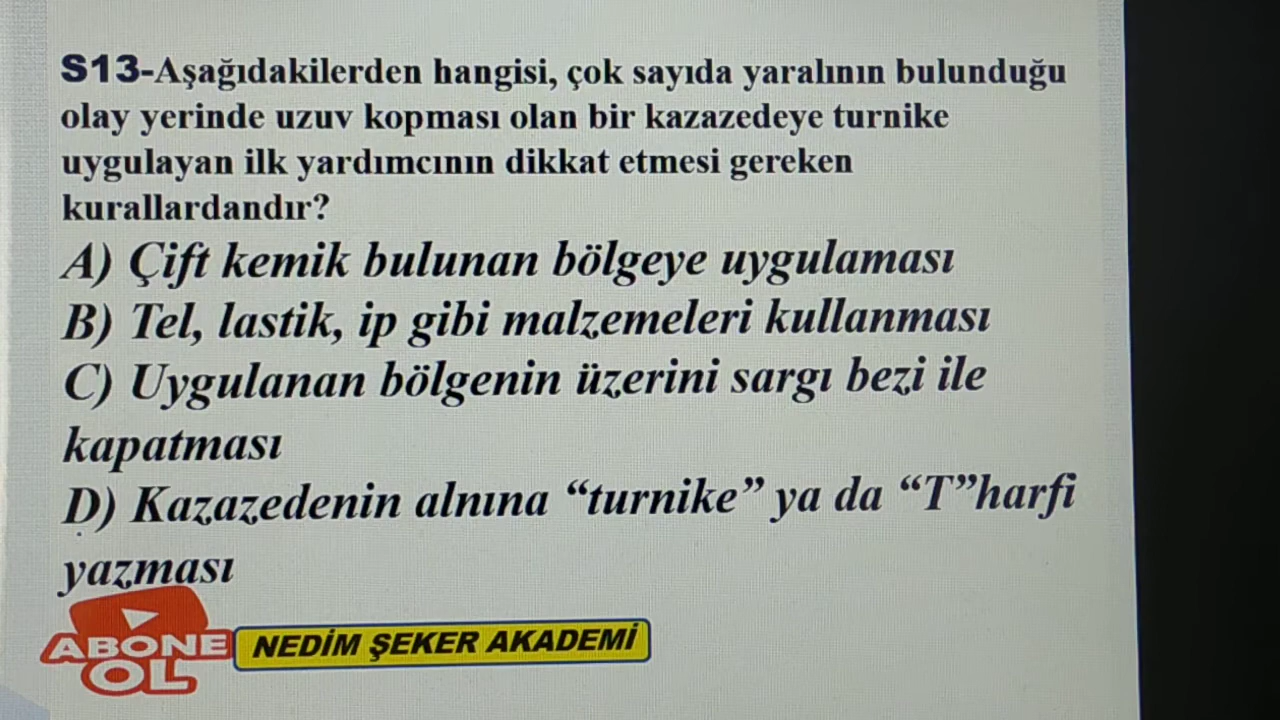 S13-Aşağıdakilerden hangisi, çok sayıda yaralının bulunduğu
olay yerinde uzuv kopması olan bir kazazedeye turnike
uygulayan ilk yardımcının dikkat etmesi gereken
kurallardandır?
A) Çift kemik bulunan bölgeye uygulaması
B) Tel, lastik, ip gibi malzemeleri kullanması
C) Uygulanan bölgenin üzerini sargı bezi ile
kapatması
D) Kazazedenin alnına “turnike” ya da “T”harfi
yazması
ABONE
OL
NEDİM ŞEKER AKADEMİ